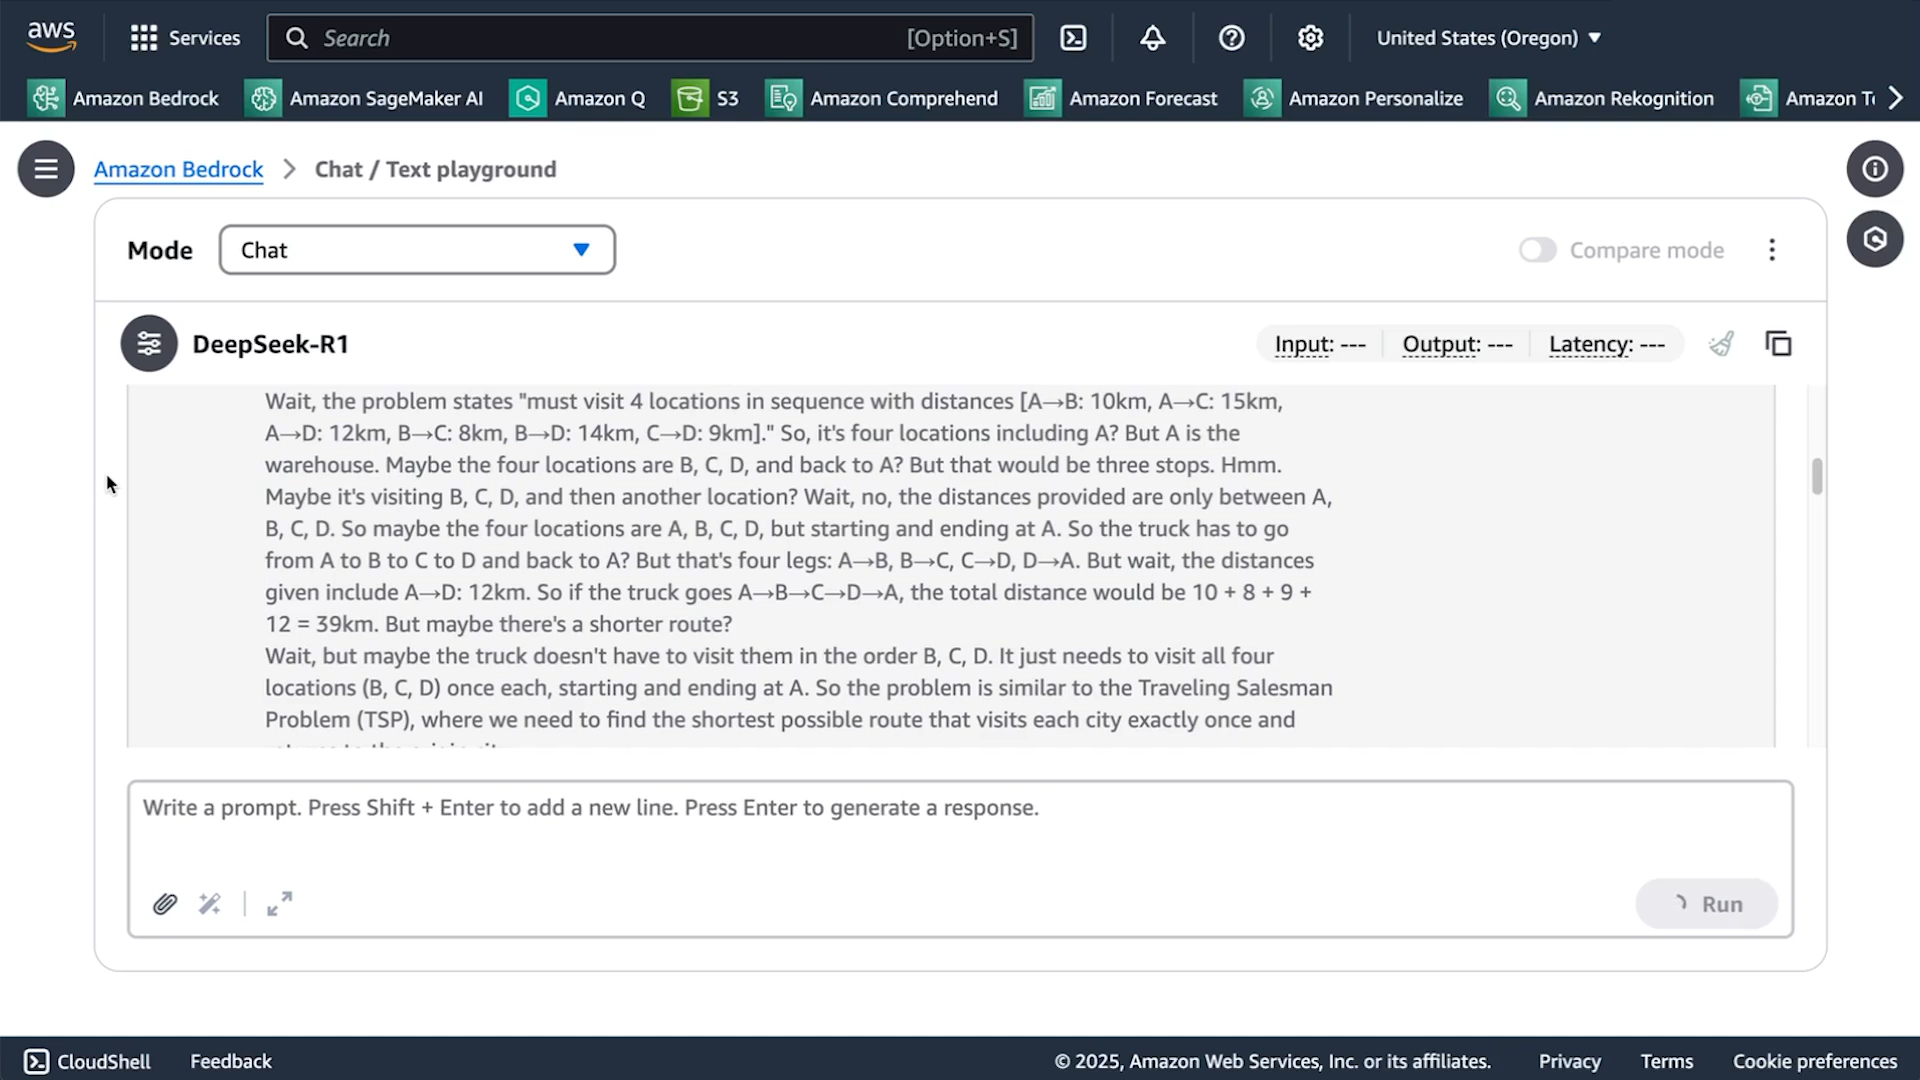 aws
Services
Search
[Option+S]
United States (Oregon)
Amazon Bedrock
Amazon SageMaker AI
Amazon Q
S3
Amazon Comprehend
Amazon Forecast
Amazon Personalize
Amazon Rekognition
Amazon
Amazon Bedrock
Chat / Text playground
Mode
Chat
Compare mode
DeepSeek-R1
Input: ---
Output: ---
Latency: ---
Wait, the problem states "must visit 4 locations in sequence with distances [A→B: 10km, A→C: 15km,
A→D: 12km, B→C: 8km, B→D: 14km, C→D: 9km]." So, it's four locations including A? But A is the
warehouse. Maybe the four locations are B, C, D, and back to A? But that would be three stops. Hmm.
Maybe it's visiting B, C, D, and then another location? Wait, no, the distances provided are only between A,
B, C, D. So maybe the four locations are A, B, C, D, but starting and ending at A. So the truck has to go
from A to B to C to D and back to A? But that's four legs: A→B, B→C, C→D, D→A. But wait, the distances
given include A→D: 12km. So if the truck goes A→B→C→D→A, the total distance would be 10 + 8 + 9 +
12 = 39km. But maybe there's a shorter route?
Wait, but maybe the truck doesn't have to visit them in the order B, C, D. It just needs to visit all four
locations (B, C, D) once each, starting and ending at A. So the problem is similar to the Traveling Salesman
Problem (TSP), where we need to find the shortest possible route that visits each city exactly once and
Write a prompt. Press Shift + Enter to add a new line. Press Enter to generate a response.
Run
CloudShell
Feedback
© 2025, Amazon Web Services, Inc. or its affiliates.
Privacy
Terms
Cookie preferences